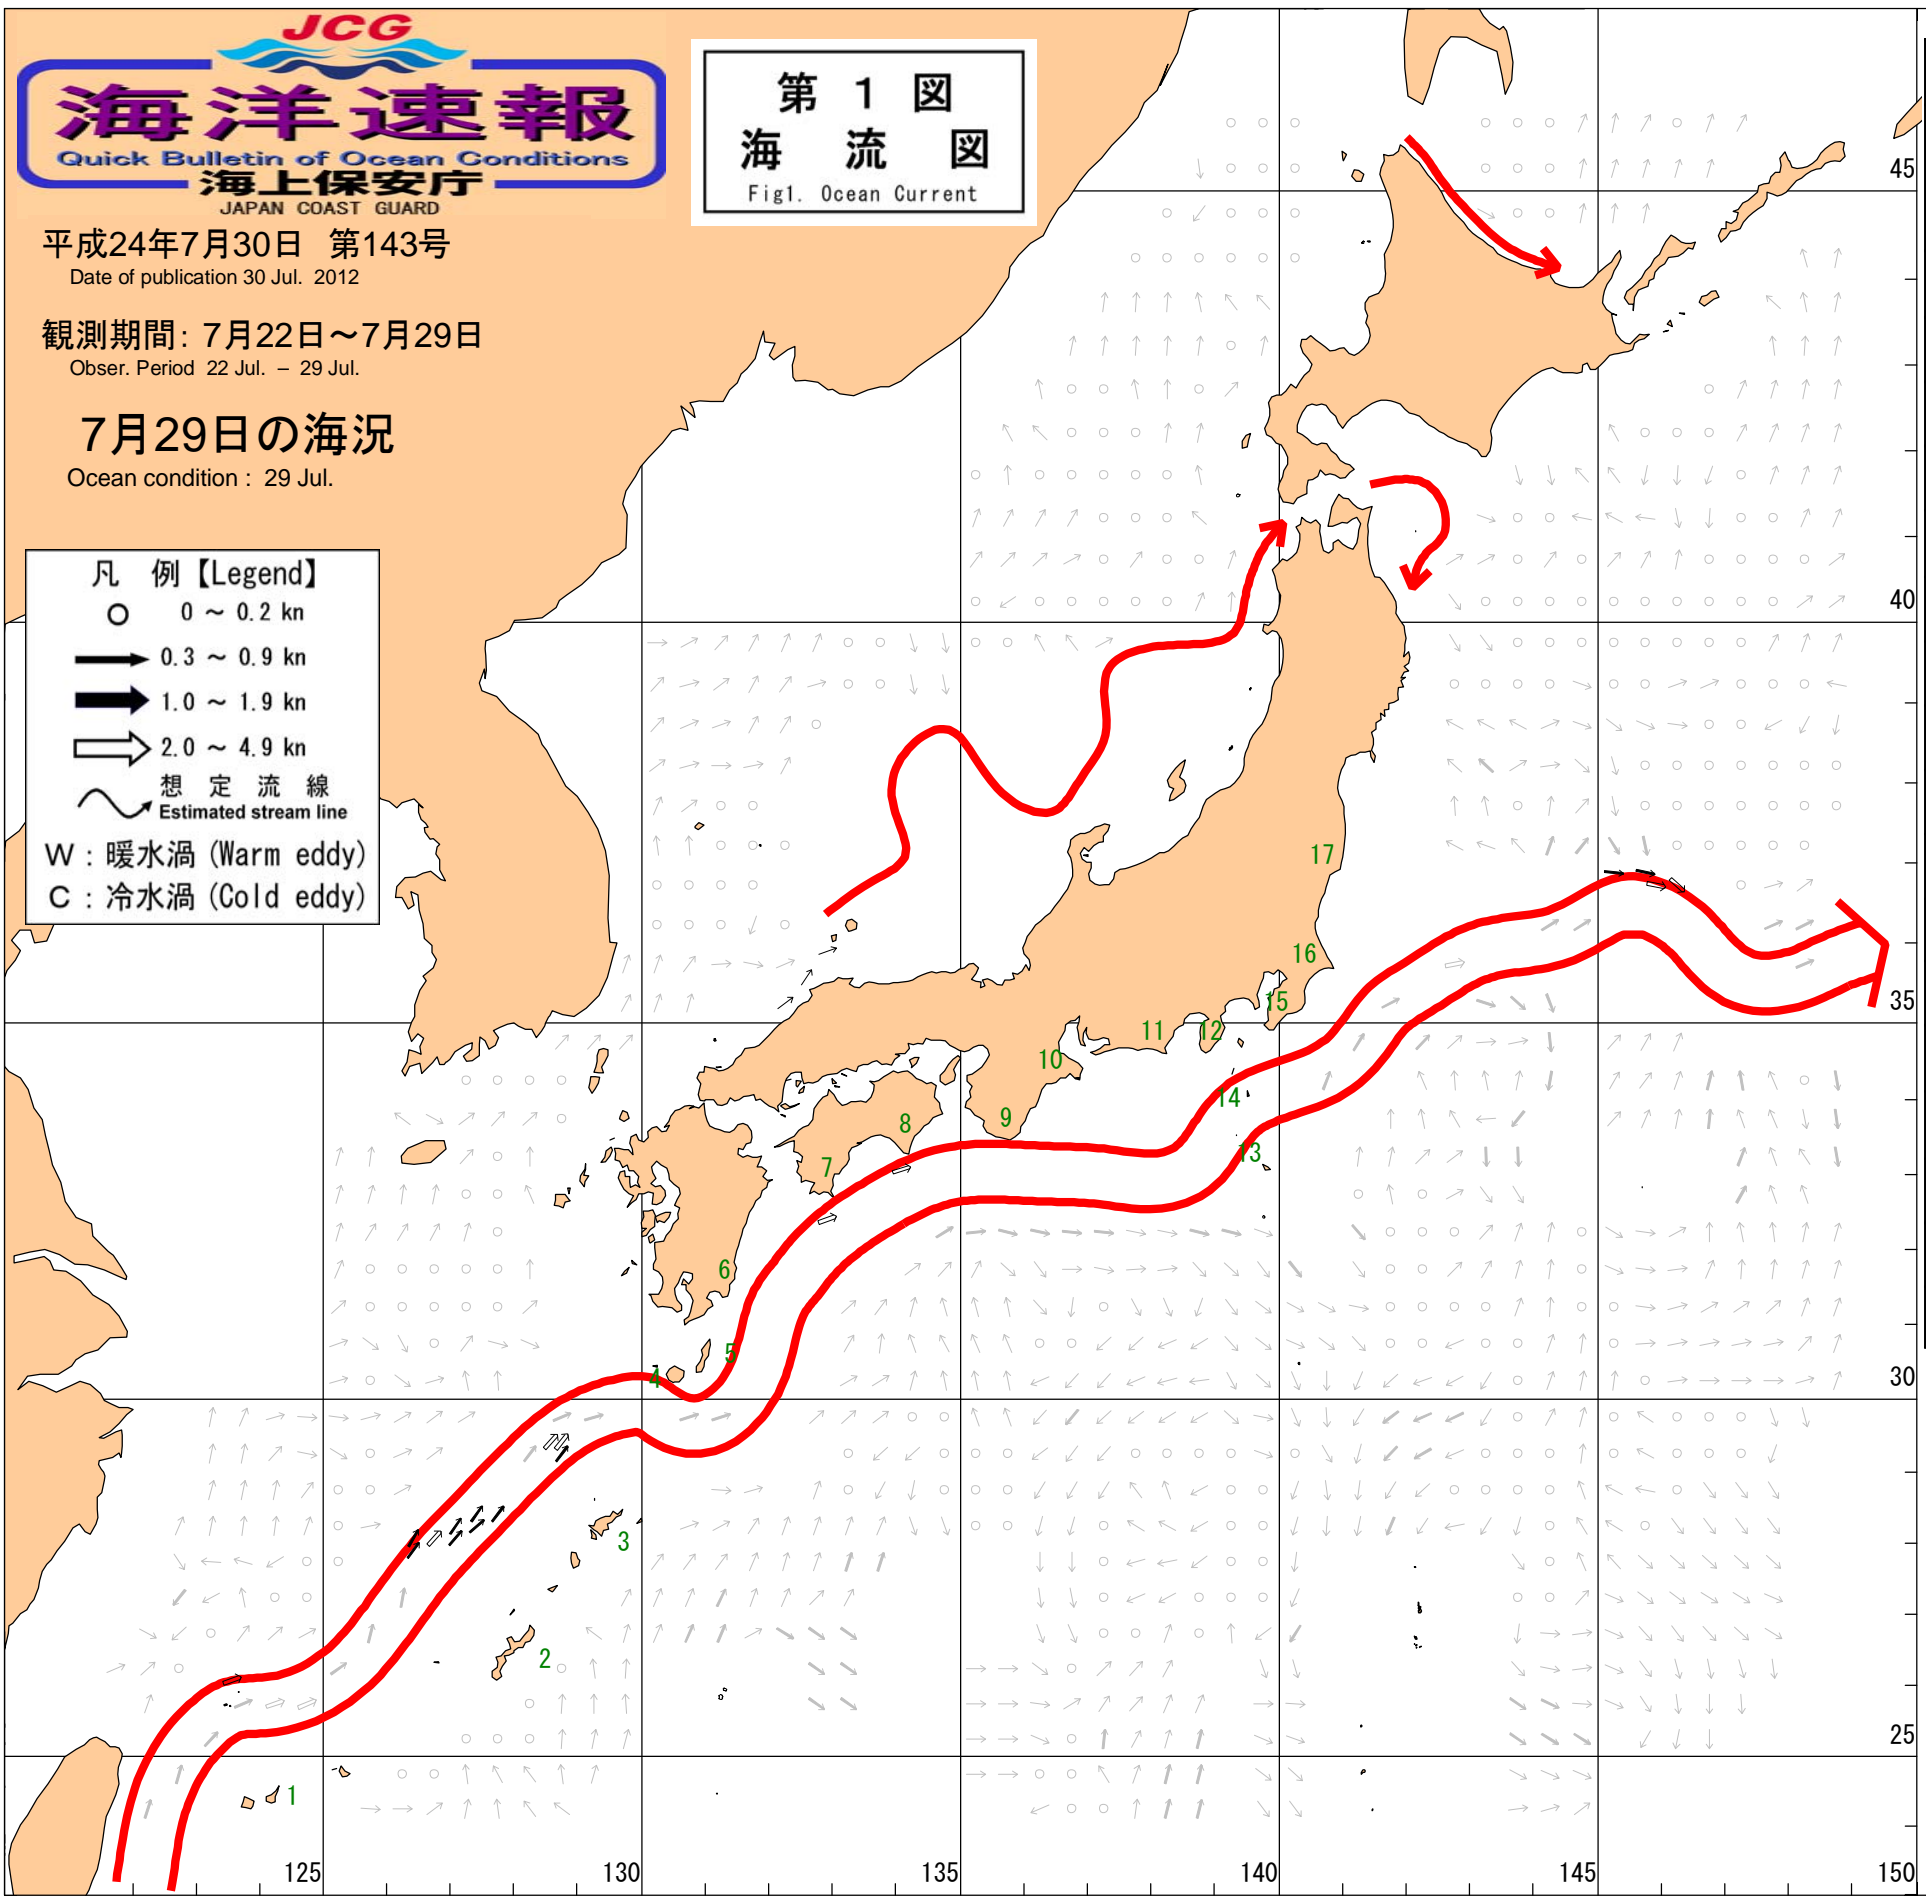 JCG
海洋速報
Quick Bulletin of Ocean Conditions
海上保安庁
JAPAN COAST GUARD
第 1 図
海 流 図
Fig1. Ocean Current
平成24年7月30日 第143号
Date of publication 30 Jul. 2012
観測期間: 7月22日～7月29日
Obser. Period 22 Jul. – 29 Jul.
7月29日の海況
Ocean condition : 29 Jul.
凡 例【Legend】
0 ～ 0.2 kn
0.3 ～ 0.9 kn
1.0 ～ 1.9 kn
2.0 ～ 4.9 kn
想 定 流 線
Estimated stream line
W : 暖水渦 (Warm eddy)
C : 冷水渦 (Cold eddy)
45
40
35
30
25
17
16
15
14
13
12
11
10
9
8
7
6
5
4
3
2
1
125
130
135
140
145
150